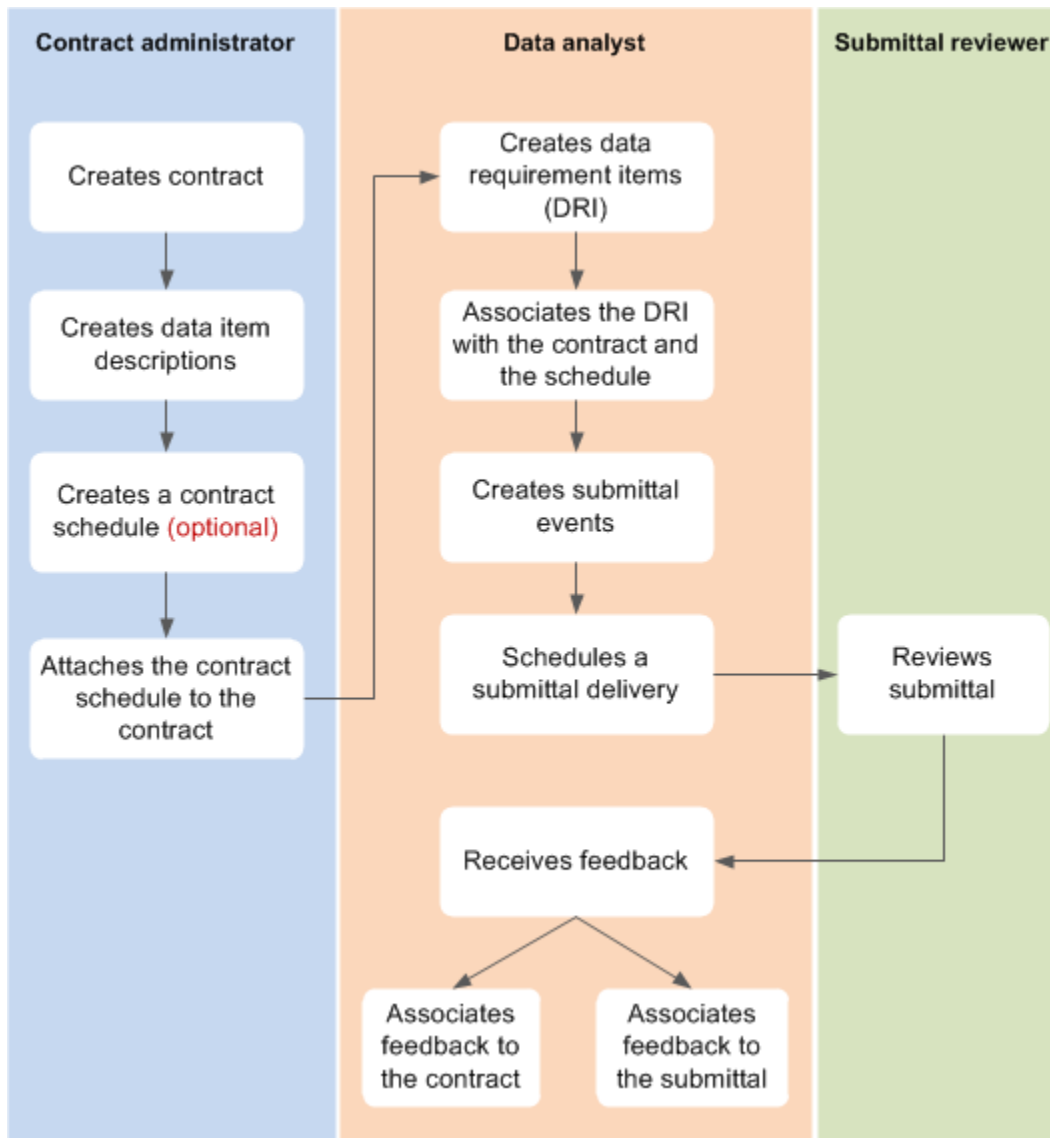 Contract administrator
Creates contract
Creates data item
descriptions
Creates a contract
schedule (optional)
Attaches the contract
schedule to the
contract
Data analyst
Creates data
requirement items
(DRI)
Associates the DRI
with the contract and
the schedule
Creates submittal
events
Schedules a
submittal delivery
Receives feedback
Associates
feedback to
the contract
Associates
feedback to
the submittal
Submittal reviewer
Reviews
submittal